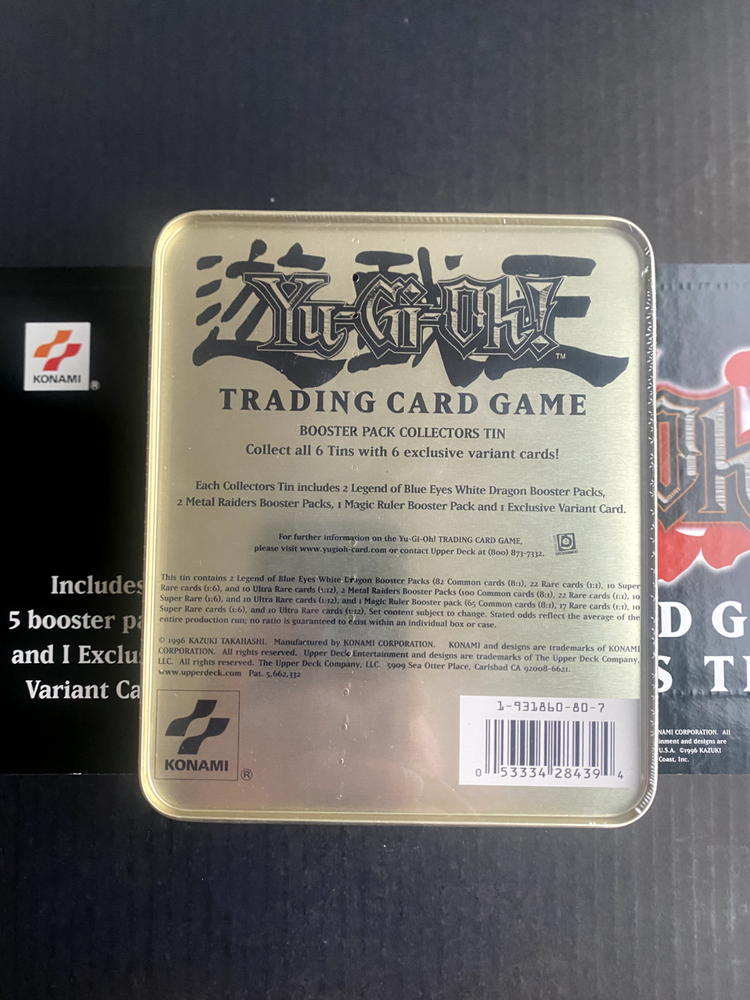 遊戯王
Yu-Gi-Oh!™
TRADING CARD GAME
BOOSTER PACK COLLECTORS TIN
Collect all 6 Tins with 6 exclusive variant cards!
Each Collectors Tin includes 2 Legend of Blue Eyes White Dragon Booster Packs,
2 Metal Raiders Booster Packs, 1 Magic Ruler Booster Pack and 1 Exclusive Variant Card.
For further information on the Yu-Gi-Oh! TRADING CARD GAME,
please visit www.yugioh-card.com or contact Upper Deck at (800) 873-7332.
This tin contains 2 Legend of Blue Eyes White Dragon Booster Packs (82 Common cards (8:1), 22 Rare cards (1:1), 10 Super
Rare cards (1:6), and 10 Ultra Rare cards (1:12), 2 Metal Raiders Booster Packs (100 Common cards (8:1), 22 Rare cards (1:1), 10
Super Rare (1:6), and 10 Ultra Rare cards (1:12), and 1 Magic Ruler Booster pack (65 Common cards (8:1), 17 Rare cards (1:1), 10
Super Rare cards (1:6), and 10 Ultra Rare cards (1:12). Set content subject to change. Stated odds reflect the average of the
entire production run; no ratio is guaranteed to exist within an individual box or case.
© 1996 KAZUKI TAKAHASHI. Manufactured by KONAMI CORPORATION. KONAMI and designs are trademarks of KONAMI
CORPORATION. All rights reserved. Upper Deck Entertainment and designs are trademarks of The Upper Deck Company,
LLC. All rights reserved. The Upper Deck Company, LLC. 5909 Sea Otter Place, Carlsbad CA 92008-6621.
www.upperdeck.com Pat. 5,662,332
KONAMI ®
1-931860-80-7
0 53334 28439 4
KONAMI ®
Includes
5 booster pa
and 1 Exclu
Variant Ca
Oh
D G
S TI
NAMI CORPORATION. All
inment and designs are
U.S.A. ©1996 KAZUKI
Coast, Inc.